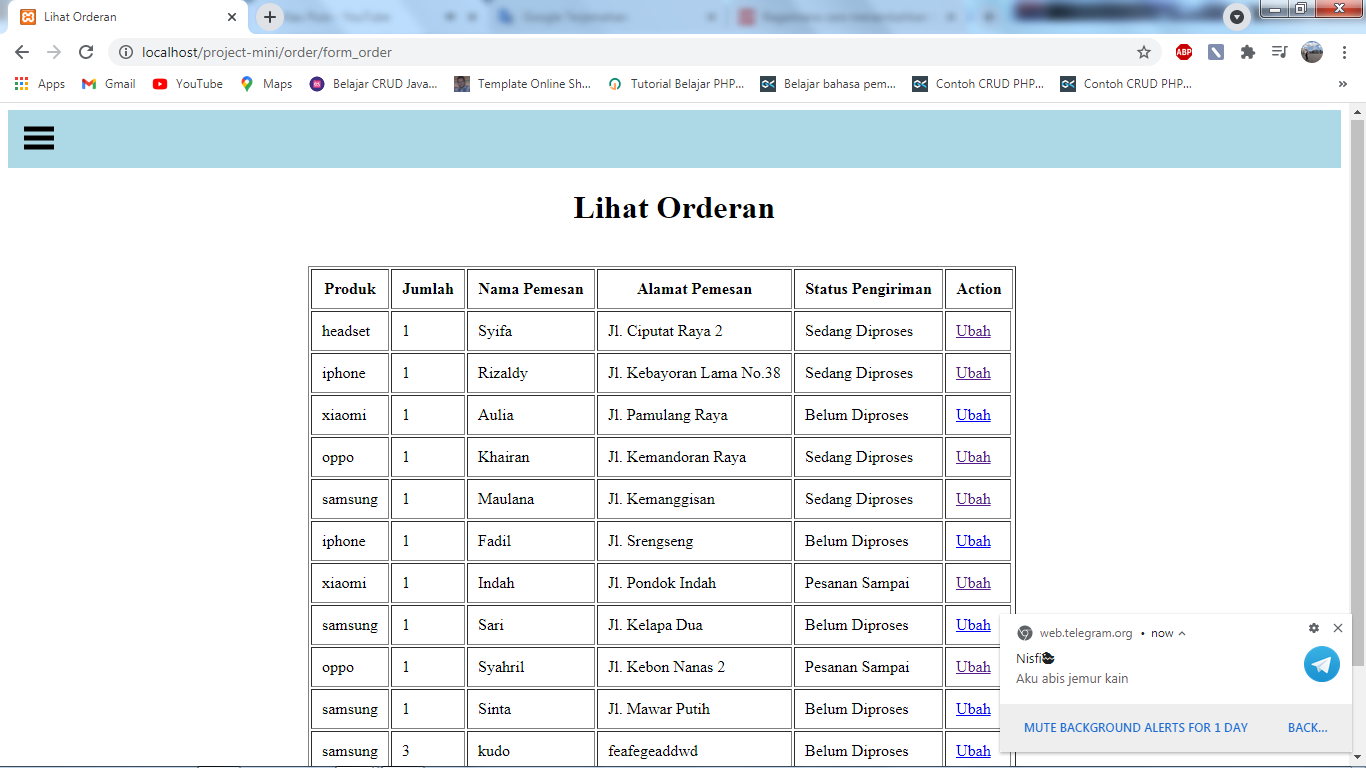 Lihat Orderan
localhost/project-mini/order/form_order
ABP
Apps Gmail YouTube Maps Belajar CRUD Java... Template Online Sh... Tutorial Belajar PHP... Belajar bahasa pem... Contoh CRUD PHP... Contoh CRUD PHP... »
Lihat Orderan
Produk Jumlah Nama Pemesan Alamat Pemesan Status Pengiriman Action
headset 1 Syifa Jl. Ciputat Raya 2 Sedang Diproses Ubah
iphone 1 Rizaldy Jl. Kebayoran Lama No.38 Sedang Diproses Ubah
xiaomi 1 Aulia Jl. Pamulang Raya Belum Diproses Ubah
oppo 1 Khairan Jl. Kemandoran Raya Sedang Diproses Ubah
samsung 1 Maulana Jl. Kemanggisan Sedang Diproses Ubah
iphone 1 Fadil Jl. Srengseng Belum Diproses Ubah
xiaomi 1 Indah Jl. Pondok Indah Pesanan Sampai Ubah
samsung 1 Sari Jl. Kelapa Dua Belum Diproses Ubah
oppo 1 Syahril Jl. Kebon Nanas 2 Pesanan Sampai Ubah
samsung 1 Sinta Jl. Mawar Putih Belum Diproses Ubah
samsung 3 kudo feafegeaddwd Belum Diproses Ubah
web.telegram.org • now
Nisfi
Aku abis jemur kain
MUTE BACKGROUND ALERTS FOR 1 DAY BACK...